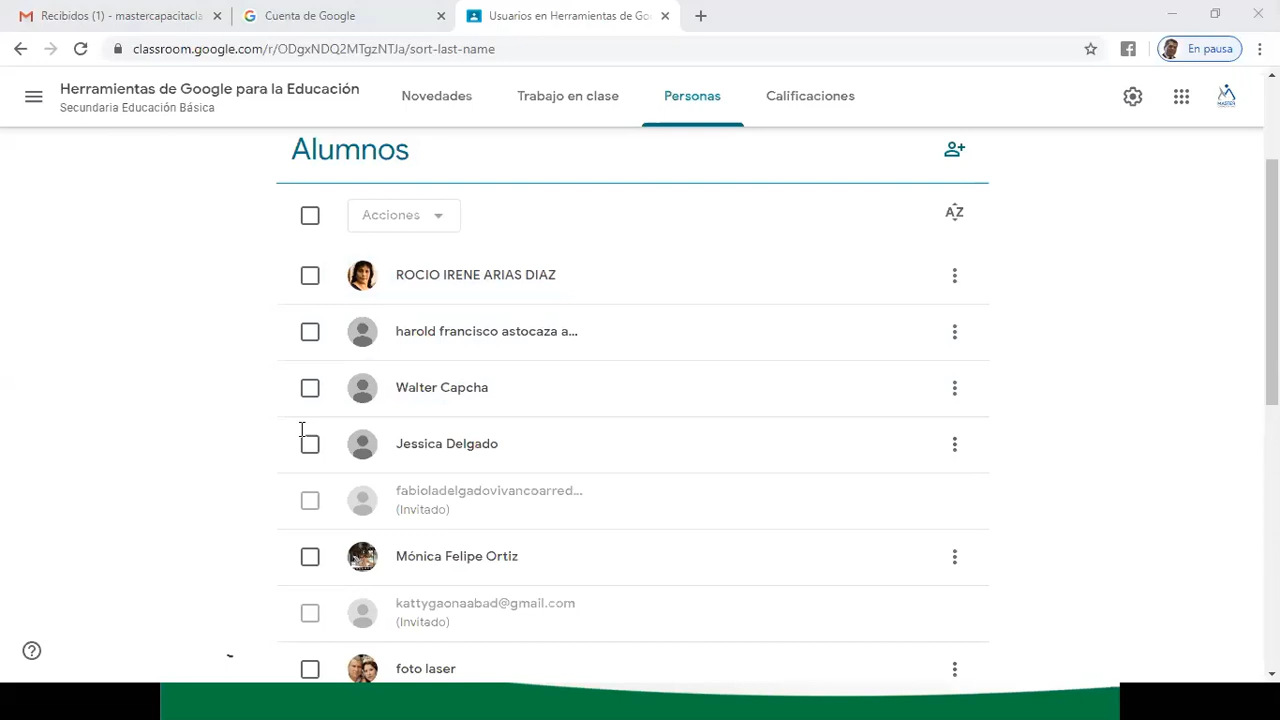 Recibidos (1) - mastercapacitacla
Cuenta de Google
Usuarios en Herramientas de Go
classroom.google.com/r/ODgxNDQ2MTgzNTJa/sort-last-name
En pausa
Herramientas de Google para la Educación
Secundaria Educación Básica
Novedades
Trabajo en clase
Personas
Calificaciones
Alumnos
Acciones
AZ
ROCIO IRENE ARIAS DIAZ
harold francisco astocaza a...
Walter Capcha
Jessica Delgado
fabioladelgadovivancoarred...
(Invitado)
Mónica Felipe Ortiz
kattygaonaabad@gmail.com
(Invitado)
foto laser